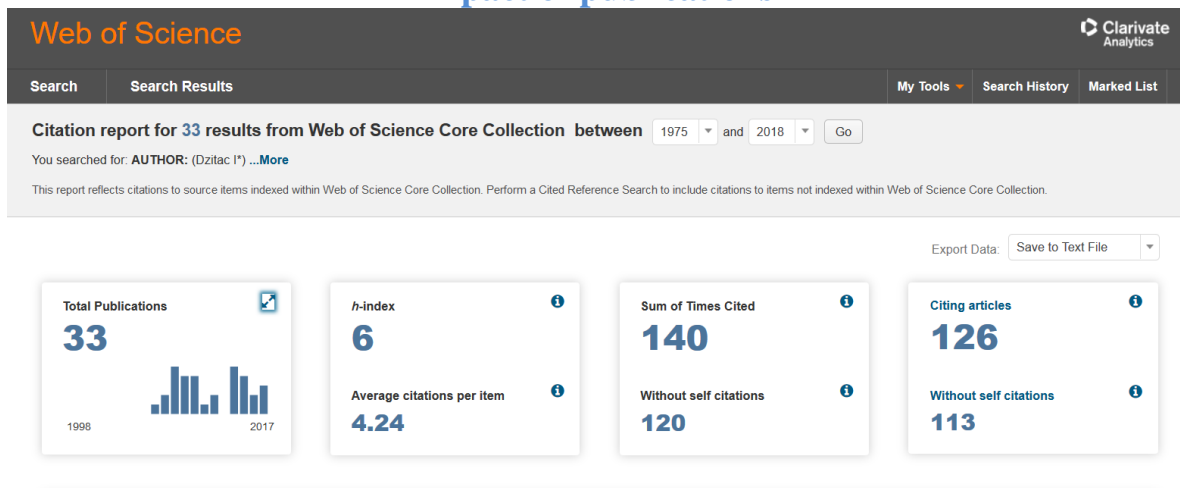 Web of Science
Clarivate
Analytics
Search Search Results My Tools Search History Marked List
Citation report for 33 results from Web of Science Core Collection between 1975 and 2018 Go
You searched for: AUTHOR: (Dzitac I*) ...More
This report reflects citations to source items indexed within Web of Science Core Collection. Perform a Cited Reference Search to include citations to items not indexed within Web of Science Core Collection.
Export Data: Save to Text File
Total Publications
33
1998 2017
h-index
6
Average citations per item
4.24
Sum of Times Cited
140
Without self citations
120
Citing articles
126
Without self citations
113